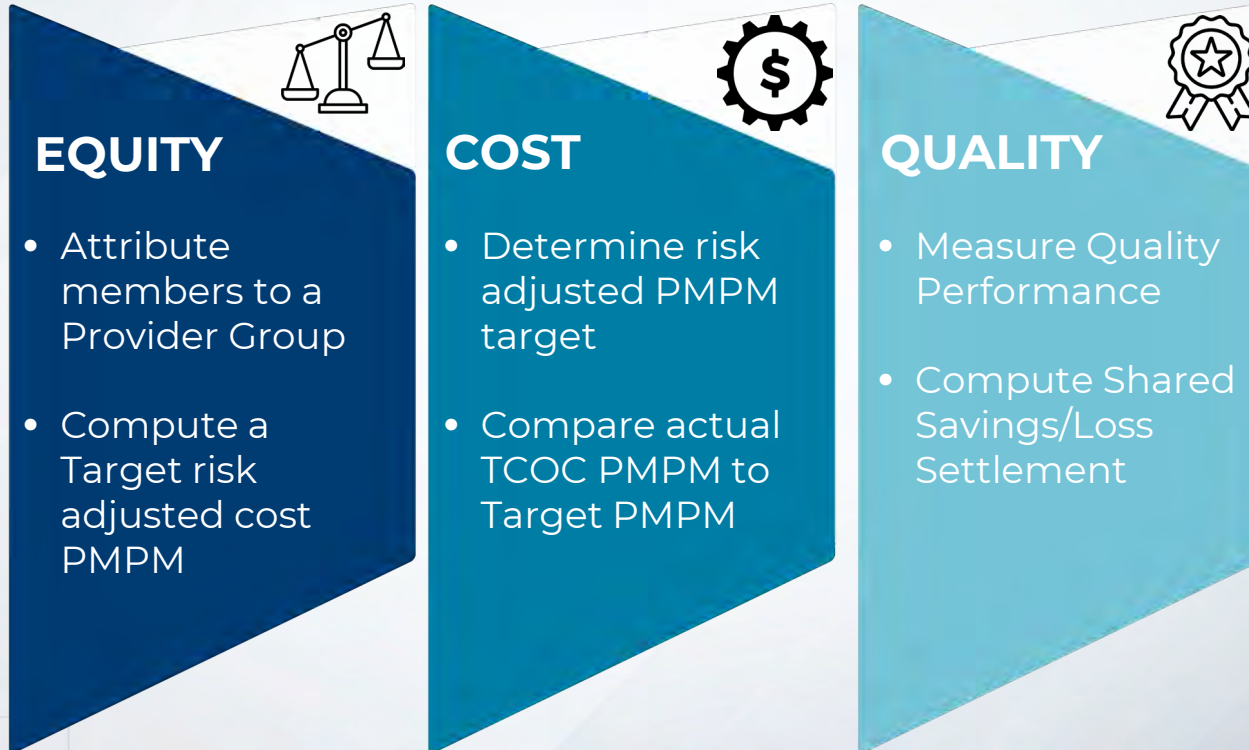 EQUITY
• Attribute
members to a
Provider Group
• Compute a
Target risk
adjusted cost
PMPM
$
COST
• Determine risk
adjusted PMPM
target
• Compare actual
TCOC PMPM to
Target PMPM
QUALITY
• Measure Quality
Performance
• Compute Shared
Savings/Loss
Settlement